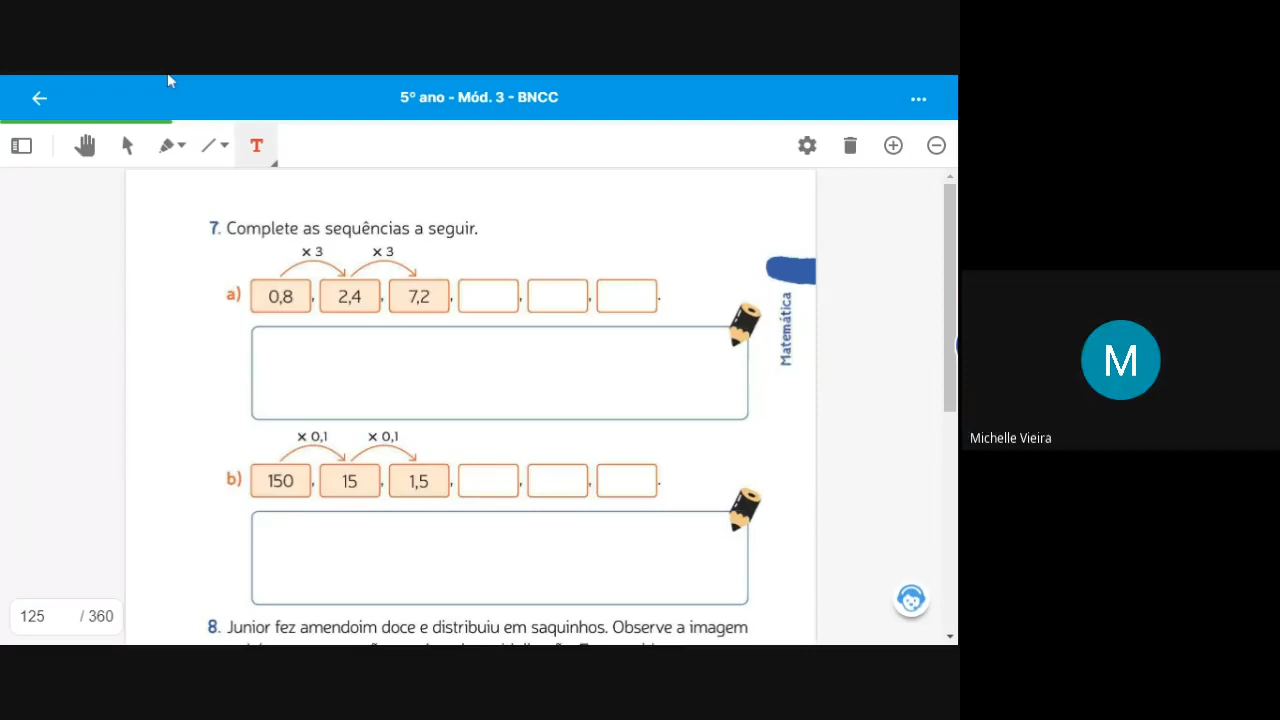 5º ano - Mód. 3 - BNCC
T
7. Complete as sequências a seguir.
x 3 x 3
a) 0,8 , 2,4 , 7,2 , , , .
Matemática
x 0,1 x 0,1
b) 150 , 15 , 1,5 , , , .
8. Junior fez amendoim doce e distribuiu em saquinhos. Observe a imagem
125 / 360
M
Michelle Vieira